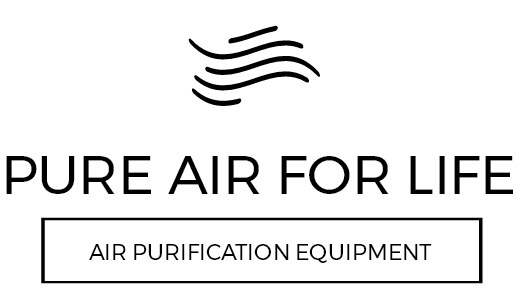 PURE AIR FOR LIFE
AIR PURIFICATION EQUIPMENT